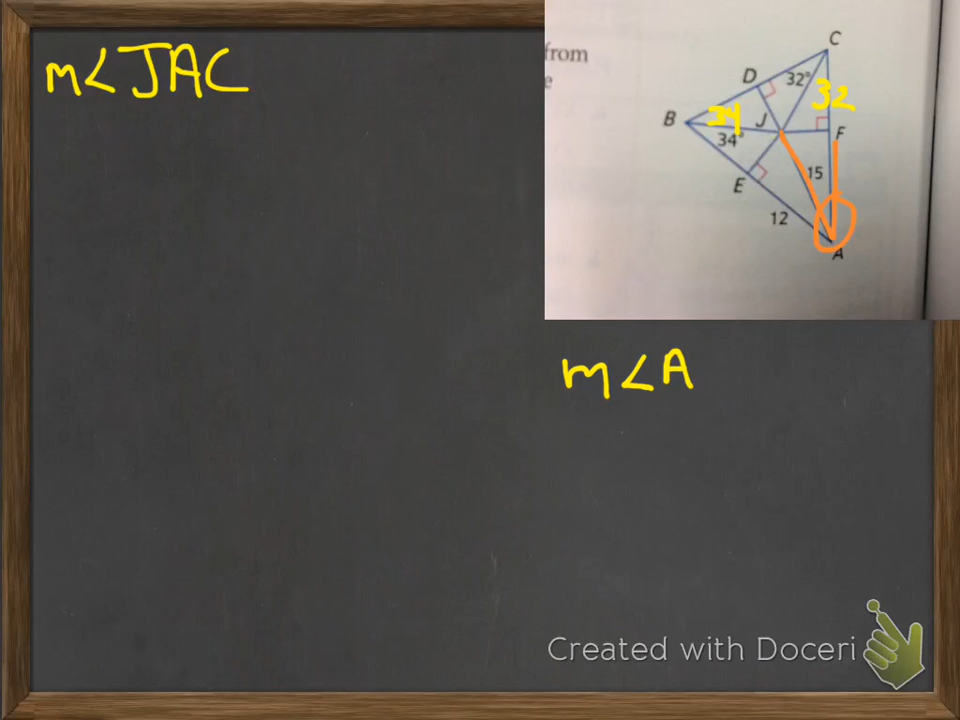 m<JAC
from
e
C
D
32°
32
B
34
J
34°
F
15
E
12
A
m<A
Created with Doceri